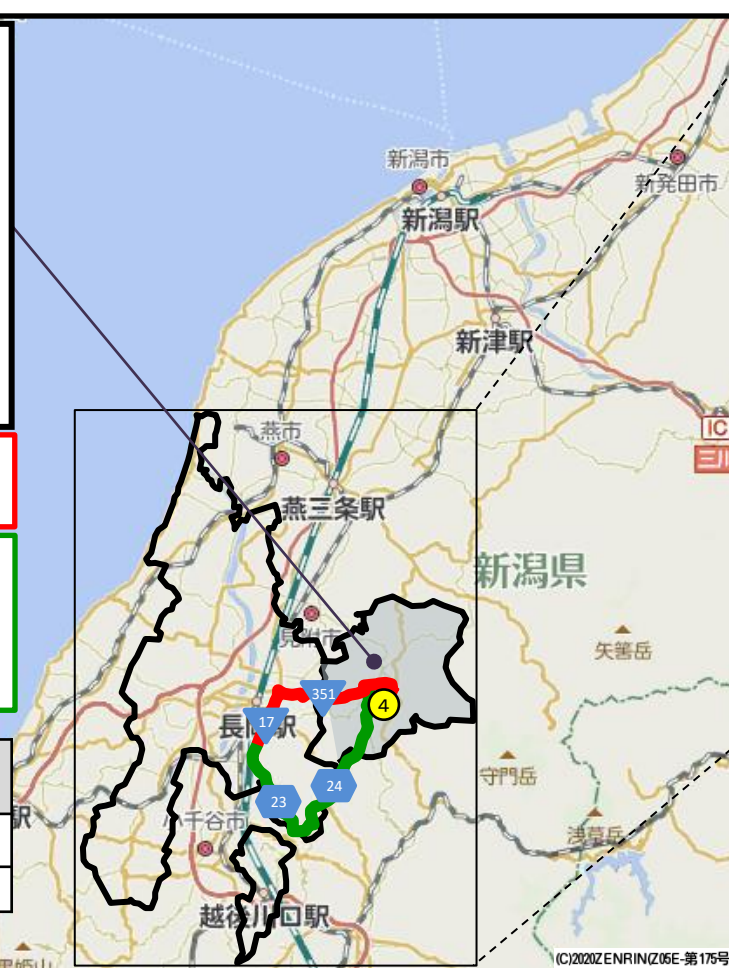 新潟市
新発田市
新潟駅
新津駅
IC
燕市
燕三条駅
新潟県
見附市
矢筈岳
351
4
17
長岡駅
守門岳
24
23
浅草岳
駅
小千谷市
越後川口駅
(C)2020ZENRIN(Z05E-第175号